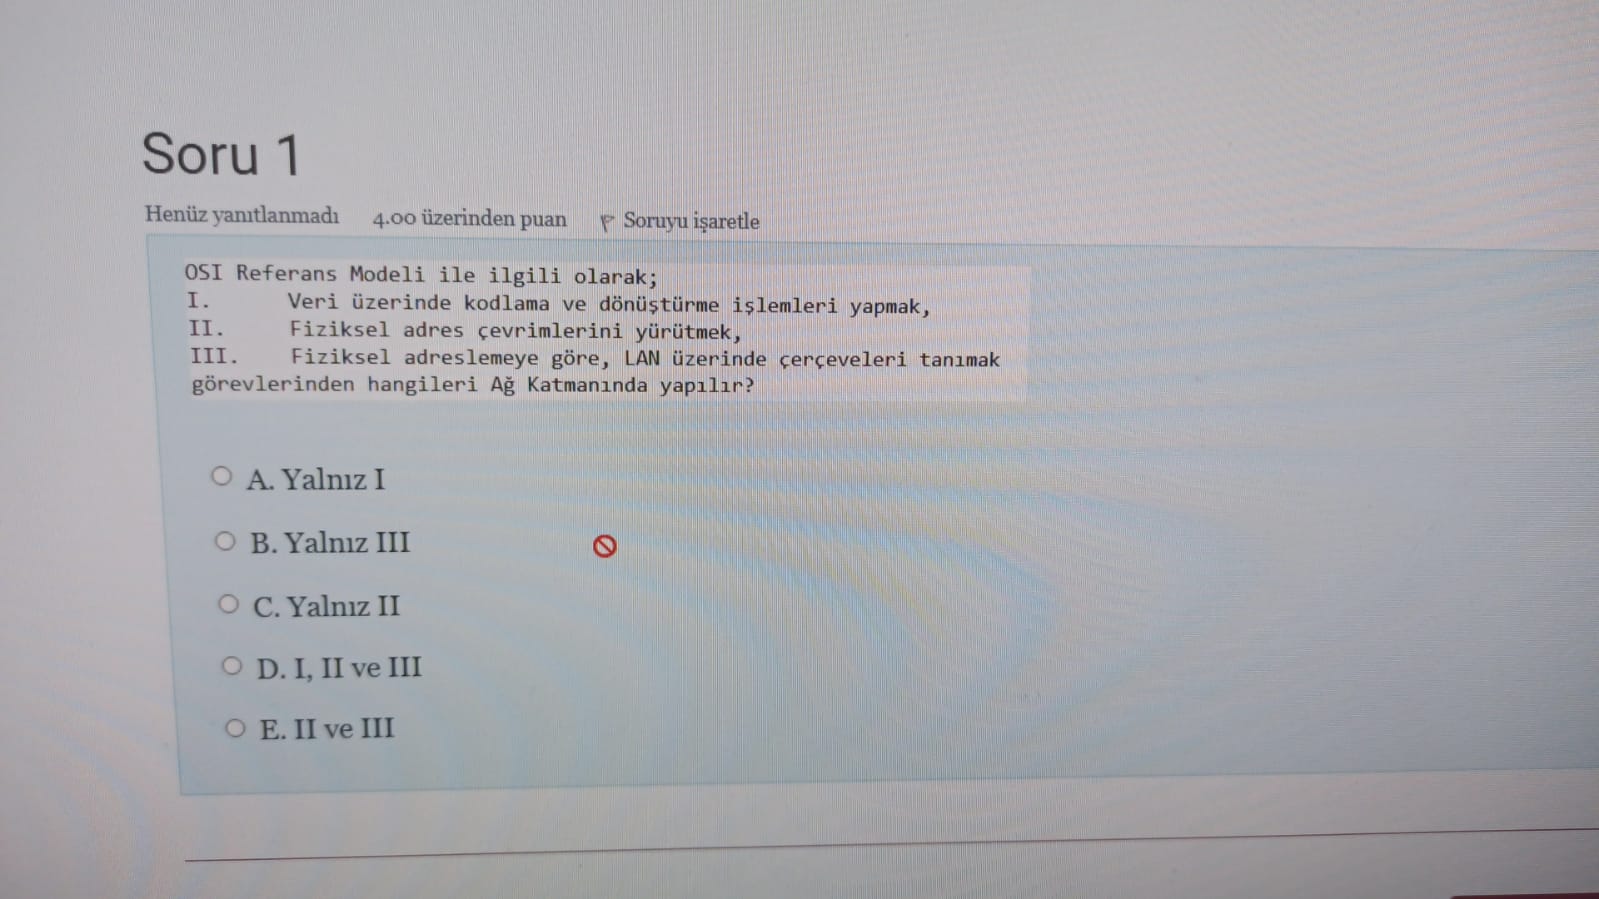 Soru 1
Henüz yanıtlanmadı 4.00 üzerinden puan Soruyu işaretle
OSI Referans Modeli ile ilgili olarak;
I. Veri üzerinde kodlama ve dönüştürme işlemleri yapmak,
II. Fiziksel adres çevrimlerini yürütmek,
III. Fiziksel adreslemeye göre, LAN üzerinde çerçeveleri tanımak
görevlerinden hangileri Ağ Katmanında yapılır?
A. Yalnız I
B. Yalnız III
C. Yalnız II
D. I, II ve III
E. II ve III